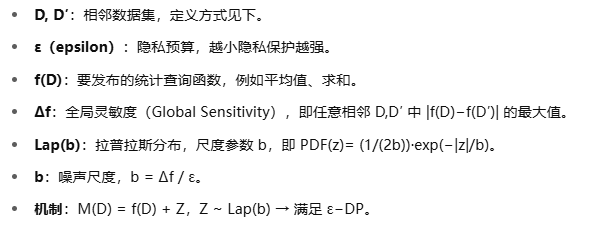 • D, D′：相邻数据集，定义方式见下。
• ε（epsilon）：隐私预算，越小隐私保护越强。
• f(D)：要发布的统计查询函数，例如平均值、求和。
• Δf：全局灵敏度（Global Sensitivity），即任意相邻 D,D′ 中 |f(D)−f(D′)| 的最大值。
• Lap(b)：拉普拉斯分布，尺度参数 b，即 PDF(z)= (1/(2b))·exp(−|z|/b)。
• b：噪声尺度，b = Δf / ε。
• 机制：M(D) = f(D) + Z，Z ~ Lap(b) → 满足 ε−DP。